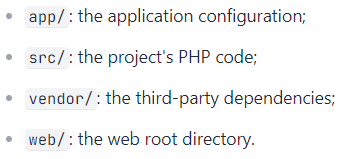 • app/: the application configuration;
• src/: the project's PHP code;
• vendor/: the third-party dependencies;
• web/: the web root directory.